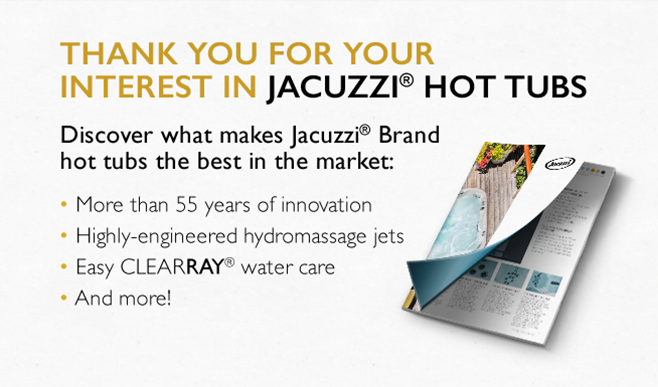 THANK YOU FOR YOUR
INTEREST IN JACUZZI® HOT TUBS
Discover what makes Jacuzzi® Brand
hot tubs the best in the market:
• More than 55 years of innovation
• Highly-engineered hydromassage jets
• Easy CLEARRAY® water care
• And more!
Jacuzzi